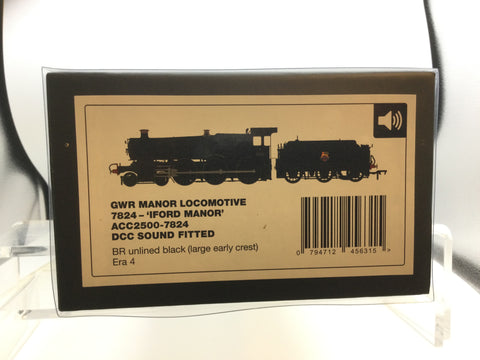 GWR MANOR LOCOMOTIVE
7824 – ‘IFORD MANOR’
ACC2500-7824
DCC SOUND FITTED
BR unlined black (large early crest)
Era 4
0 794712 456315 >